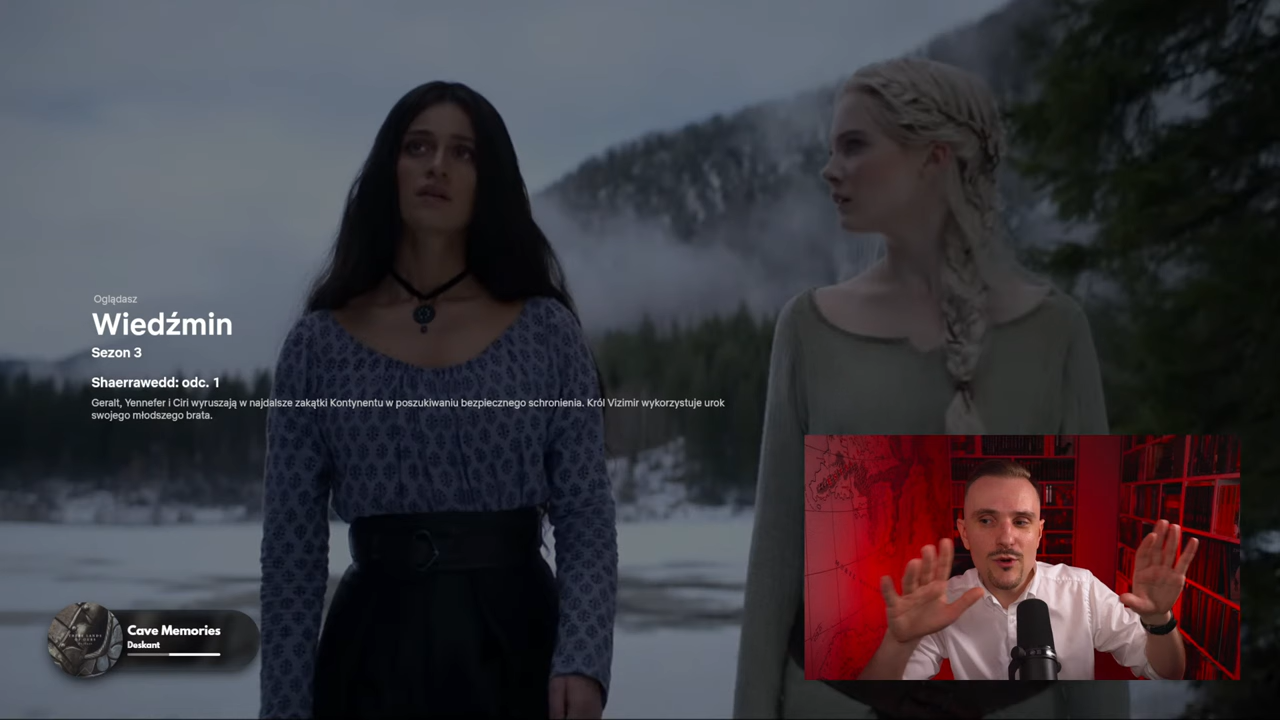 Oglądasz
Wiedźmin
Sezon 3
Shaerrawedd: odc. 1
Geralt, Yennefer i Ciri wyruszają w najdalsze zakątki Kontynentu w poszukiwaniu bezpiecznego schronienia. Król Vizimir wykorzystuje urok
swojego młodszego brata.
Cave Memories
Deskant